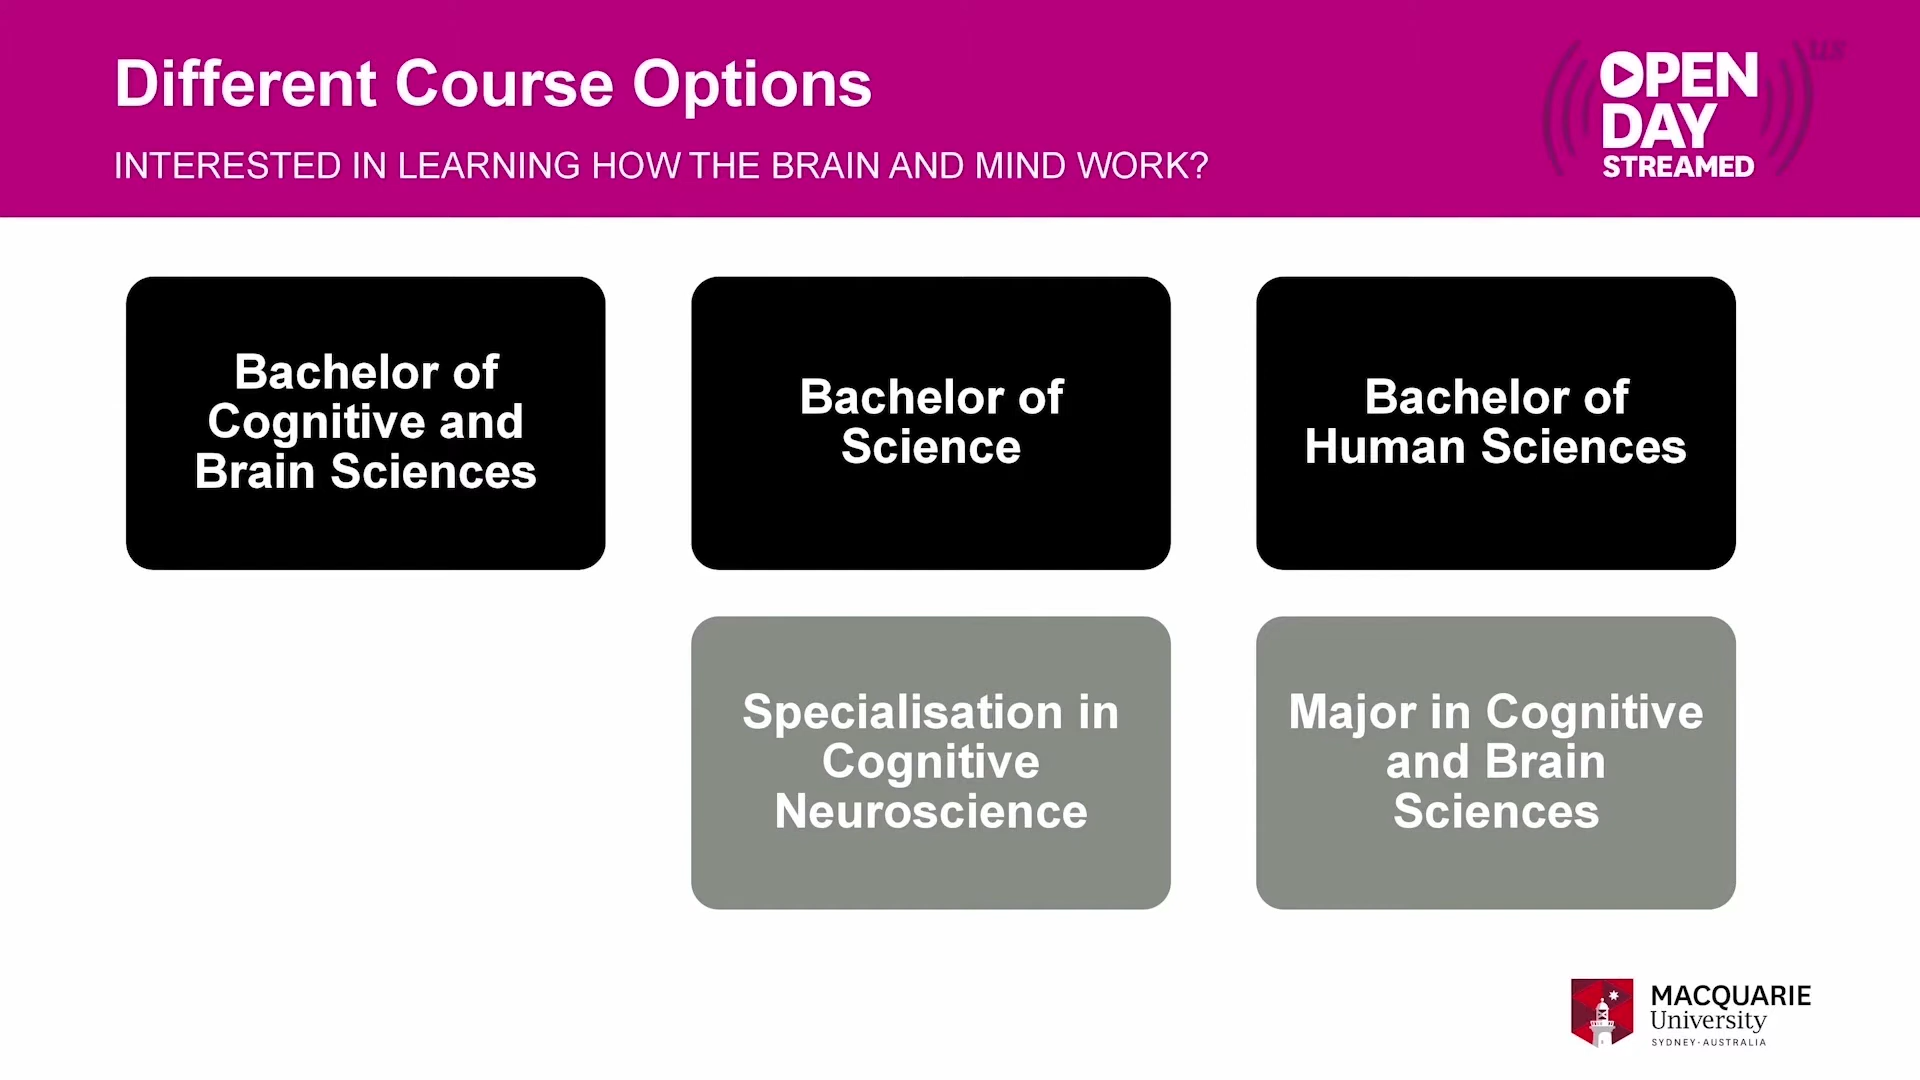 Different Course Options
INTERESTED IN LEARNING HOW THE BRAIN AND MIND WORK?
OPEN
DAY
STREAMED
us
Bachelor of
Cognitive and
Brain Sciences
Bachelor of
Science
Bachelor of
Human Sciences
Specialisation in
Cognitive
Neuroscience
Major in Cognitive
and Brain
Sciences
MACQUARIE
University
SYDNEY·AUSTRALIA